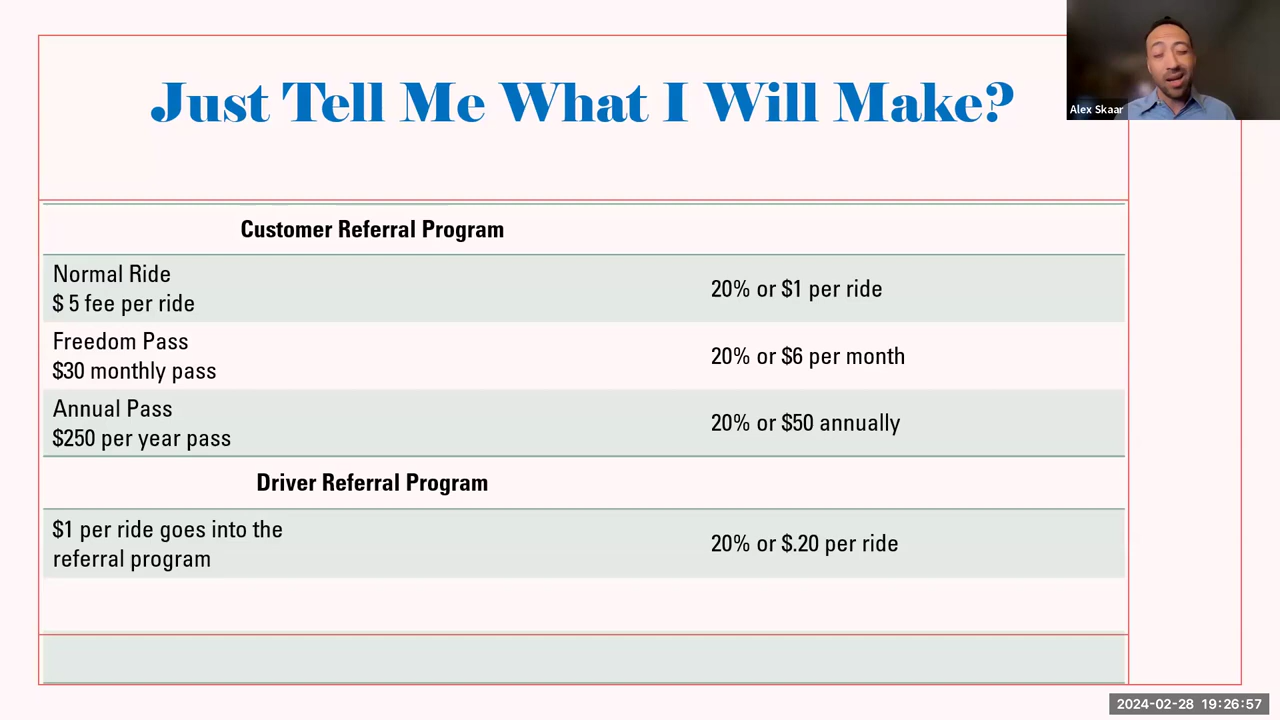 Just Tell Me What I Will Make?
Alex Skaar
Customer Referral Program
Normal Ride
$ 5 fee per ride
20% or $1 per ride
Freedom Pass
$30 monthly pass
20% or $6 per month
Annual Pass
$250 per year pass
20% or $50 annually
Driver Referral Program
$1 per ride goes into the
referral program
20% or $.20 per ride
2024-02-28 19:26:57